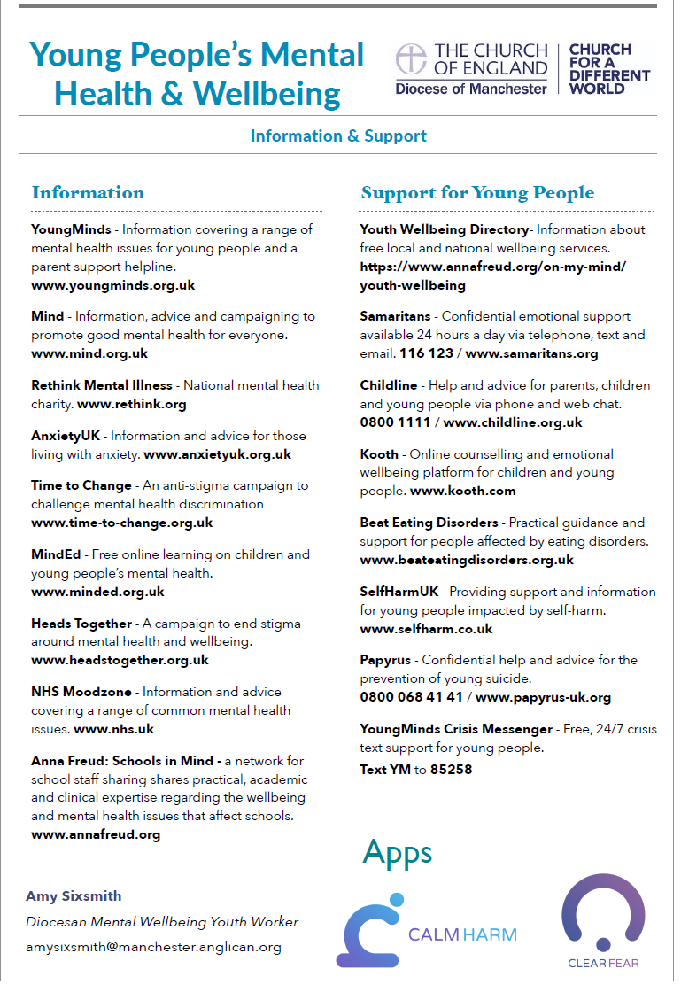 Young People's Mental
Health & Wellbeing
THE CHURCH
OF ENGLAND
Diocese of Manchester
CHURCH
FOR A
DIFFERENT
WORLD
Information & Support
Information
YoungMinds - Information covering a range of
mental health issues for young people and a
parent support helpline.
www.youngminds.org.uk
Mind - Information, advice and campaigning to
promote good mental health for everyone.
www.mind.org.uk
Rethink Mental Illness - National mental health
charity. www.rethink.org
AnxietyUK - Information and advice for those
living with anxiety. www.anxietyuk.org.uk
Time to Change - An anti-stigma campaign to
challenge mental health discrimination
www.time-to-change.org.uk
MindEd - Free online learning on children and
young people's mental health.
www.minded.org.uk
Heads Together - A campaign to end stigma
around mental health and wellbeing.
www.headstogether.org.uk
NHS Moodzone - Information and advice
covering a range of common mental health
issues. www.nhs.uk
Anna Freud: Schools in Mind - a network for
school staff sharing shares practical, academic
and clinical expertise regarding the wellbeing
and mental health issues that affect schools.
www.annafreud.org
Support for Young People
Youth Wellbeing Directory- Information about
free local and national wellbeing services.
https://www.annafreud.org/on-my-mind/
youth-wellbeing
Samaritans - Confidential emotional support
available 24 hours a day via telephone, text and
email. 116 123 / www.samaritans.org
Childline - Help and advice for parents, children
and young people via phone and web chat.
0800 1111 / www.childline.org.uk
Kooth - Online counselling and emotional
wellbeing platform for children and young
people. www.kooth.com
Beat Eating Disorders - Practical guidance and
support for people affected by eating disorders.
www.beateatingdisorders.org.uk
SelfHarmUK - Providing support and information
for young people impacted by self-harm.
www.selfharm.co.uk
Papyrus - Confidential help and advice for the
prevention of young suicide.
0800 068 41 41 / www.papyrus-uk.org
YoungMinds Crisis Messenger - Free, 24/7 crisis
text support for young people.
Text YM to 85258
Apps
CALM HARM
CLEAR FEAR
Amy Sixsmith
Diocesan Mental Wellbeing Youth Worker
amysixsmith@manchester.anglican.org